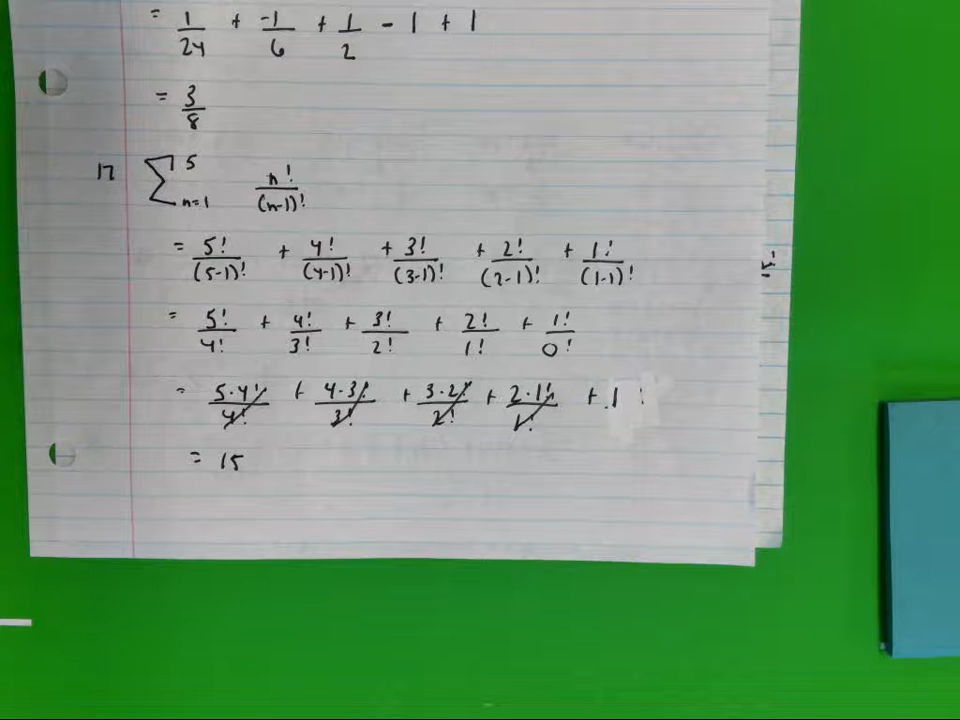 = 1/24 + -1/6 + 1/2 - 1 + 1
= 3/8
17 ∑ 5 n=1 n!/(n-1)!
= 5!/(5-1)! + 4!/(4-1)! + 3!/(3-1)! + 2!/(2-1)! + 1!/(1-1)!
= 5!/4! + 4!/3! + 3!/2! + 2!/1! + 1!/0!
= 5·4!/4! + 4·3!/3! + 3·2!/2! + 2·1!/1! + 1
= 15